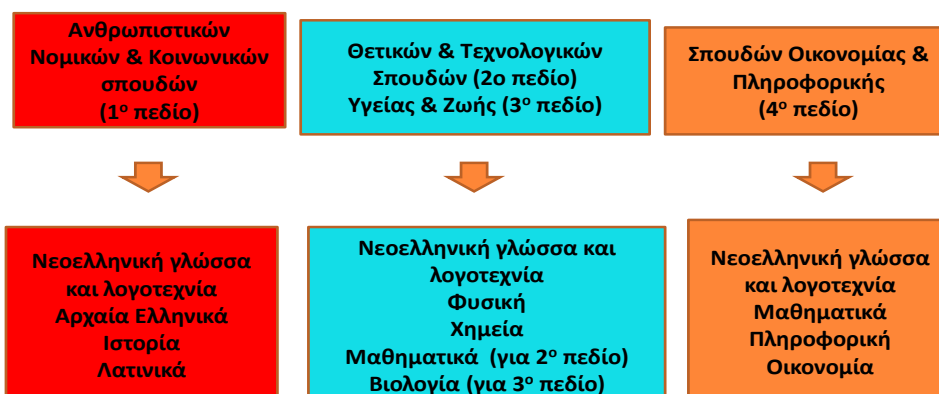 Ανθρωπιστικών
Νομικών & Κοινωνικών
σπουδών
(1ο πεδίο)
Θετικών & Τεχνολογικών
Σπουδών (2ο πεδίο)
Υγείας & Ζωής (3ο πεδίο)
Σπουδών Οικονομίας &
Πληροφορικής
(4ο πεδίο)
Νεοελληνική γλώσσα
και λογοτεχνία
Αρχαία Ελληνικά
Ιστορία
Λατινικά
Νεοελληνική γλώσσα και
λογοτεχνία
Φυσική
Χημεία
Μαθηματικά (για 2ο πεδίο)
Βιολογία (για 3ο πεδίο)
Νεοελληνική γλώσσα
και λογοτεχνία
Μαθηματικά
Πληροφορική
Οικονομία